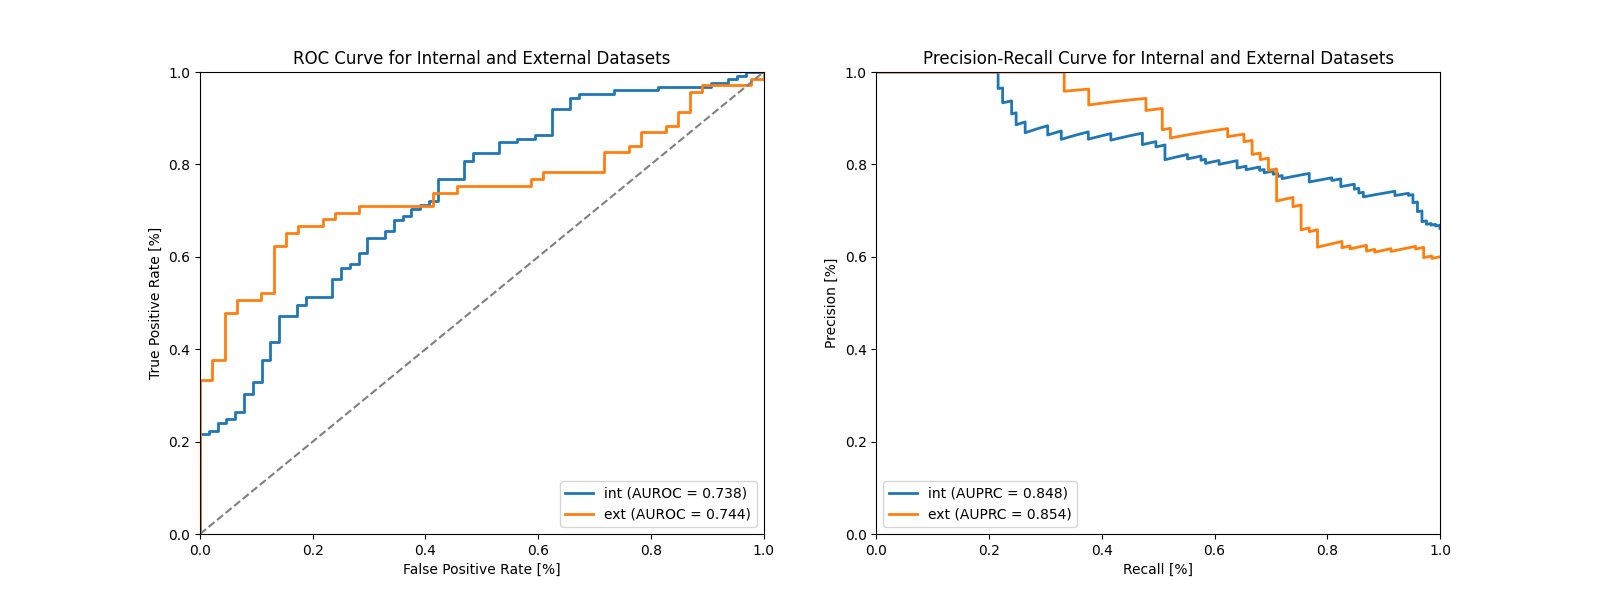 ROC Curve for Internal and External Datasets
True Positive Rate [%]
1.0
0.8
0.6
0.4
0.2
0.0
0.0 0.2 0.4 0.6 0.8 1.0
False Positive Rate [%]
int (AUROC = 0.738)
ext (AUROC = 0.744)
Precision-Recall Curve for Internal and External Datasets
Precision [%]
1.0
0.8
0.6
0.4
0.2
0.0
0.0 0.2 0.4 0.6 0.8 1.0
Recall [%]
int (AUPRC = 0.848)
ext (AUPRC = 0.854)